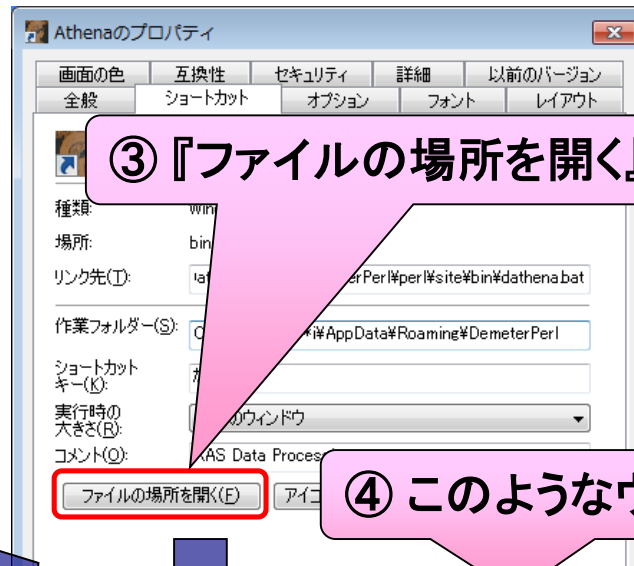 Athenaのプロパティ
画面の色 互換性 セキュリティ 詳細 以前のバージョン
全般 ショートカット オプション フォント レイアウト
③『ファイルの場所を開く』
種類:
場所: bin
リンク先(T): erPerl¥perl¥site¥bin¥dathena.bat
作業フォルダー(S): ¥AppData¥Roaming¥DemeterPerl
ショートカット
キー(K):
実行時の
大きさ(R): のウィンドウ
コメント(O): XAS Data Process
ファイルの場所を開く(F) アイコ
④ このようなウ